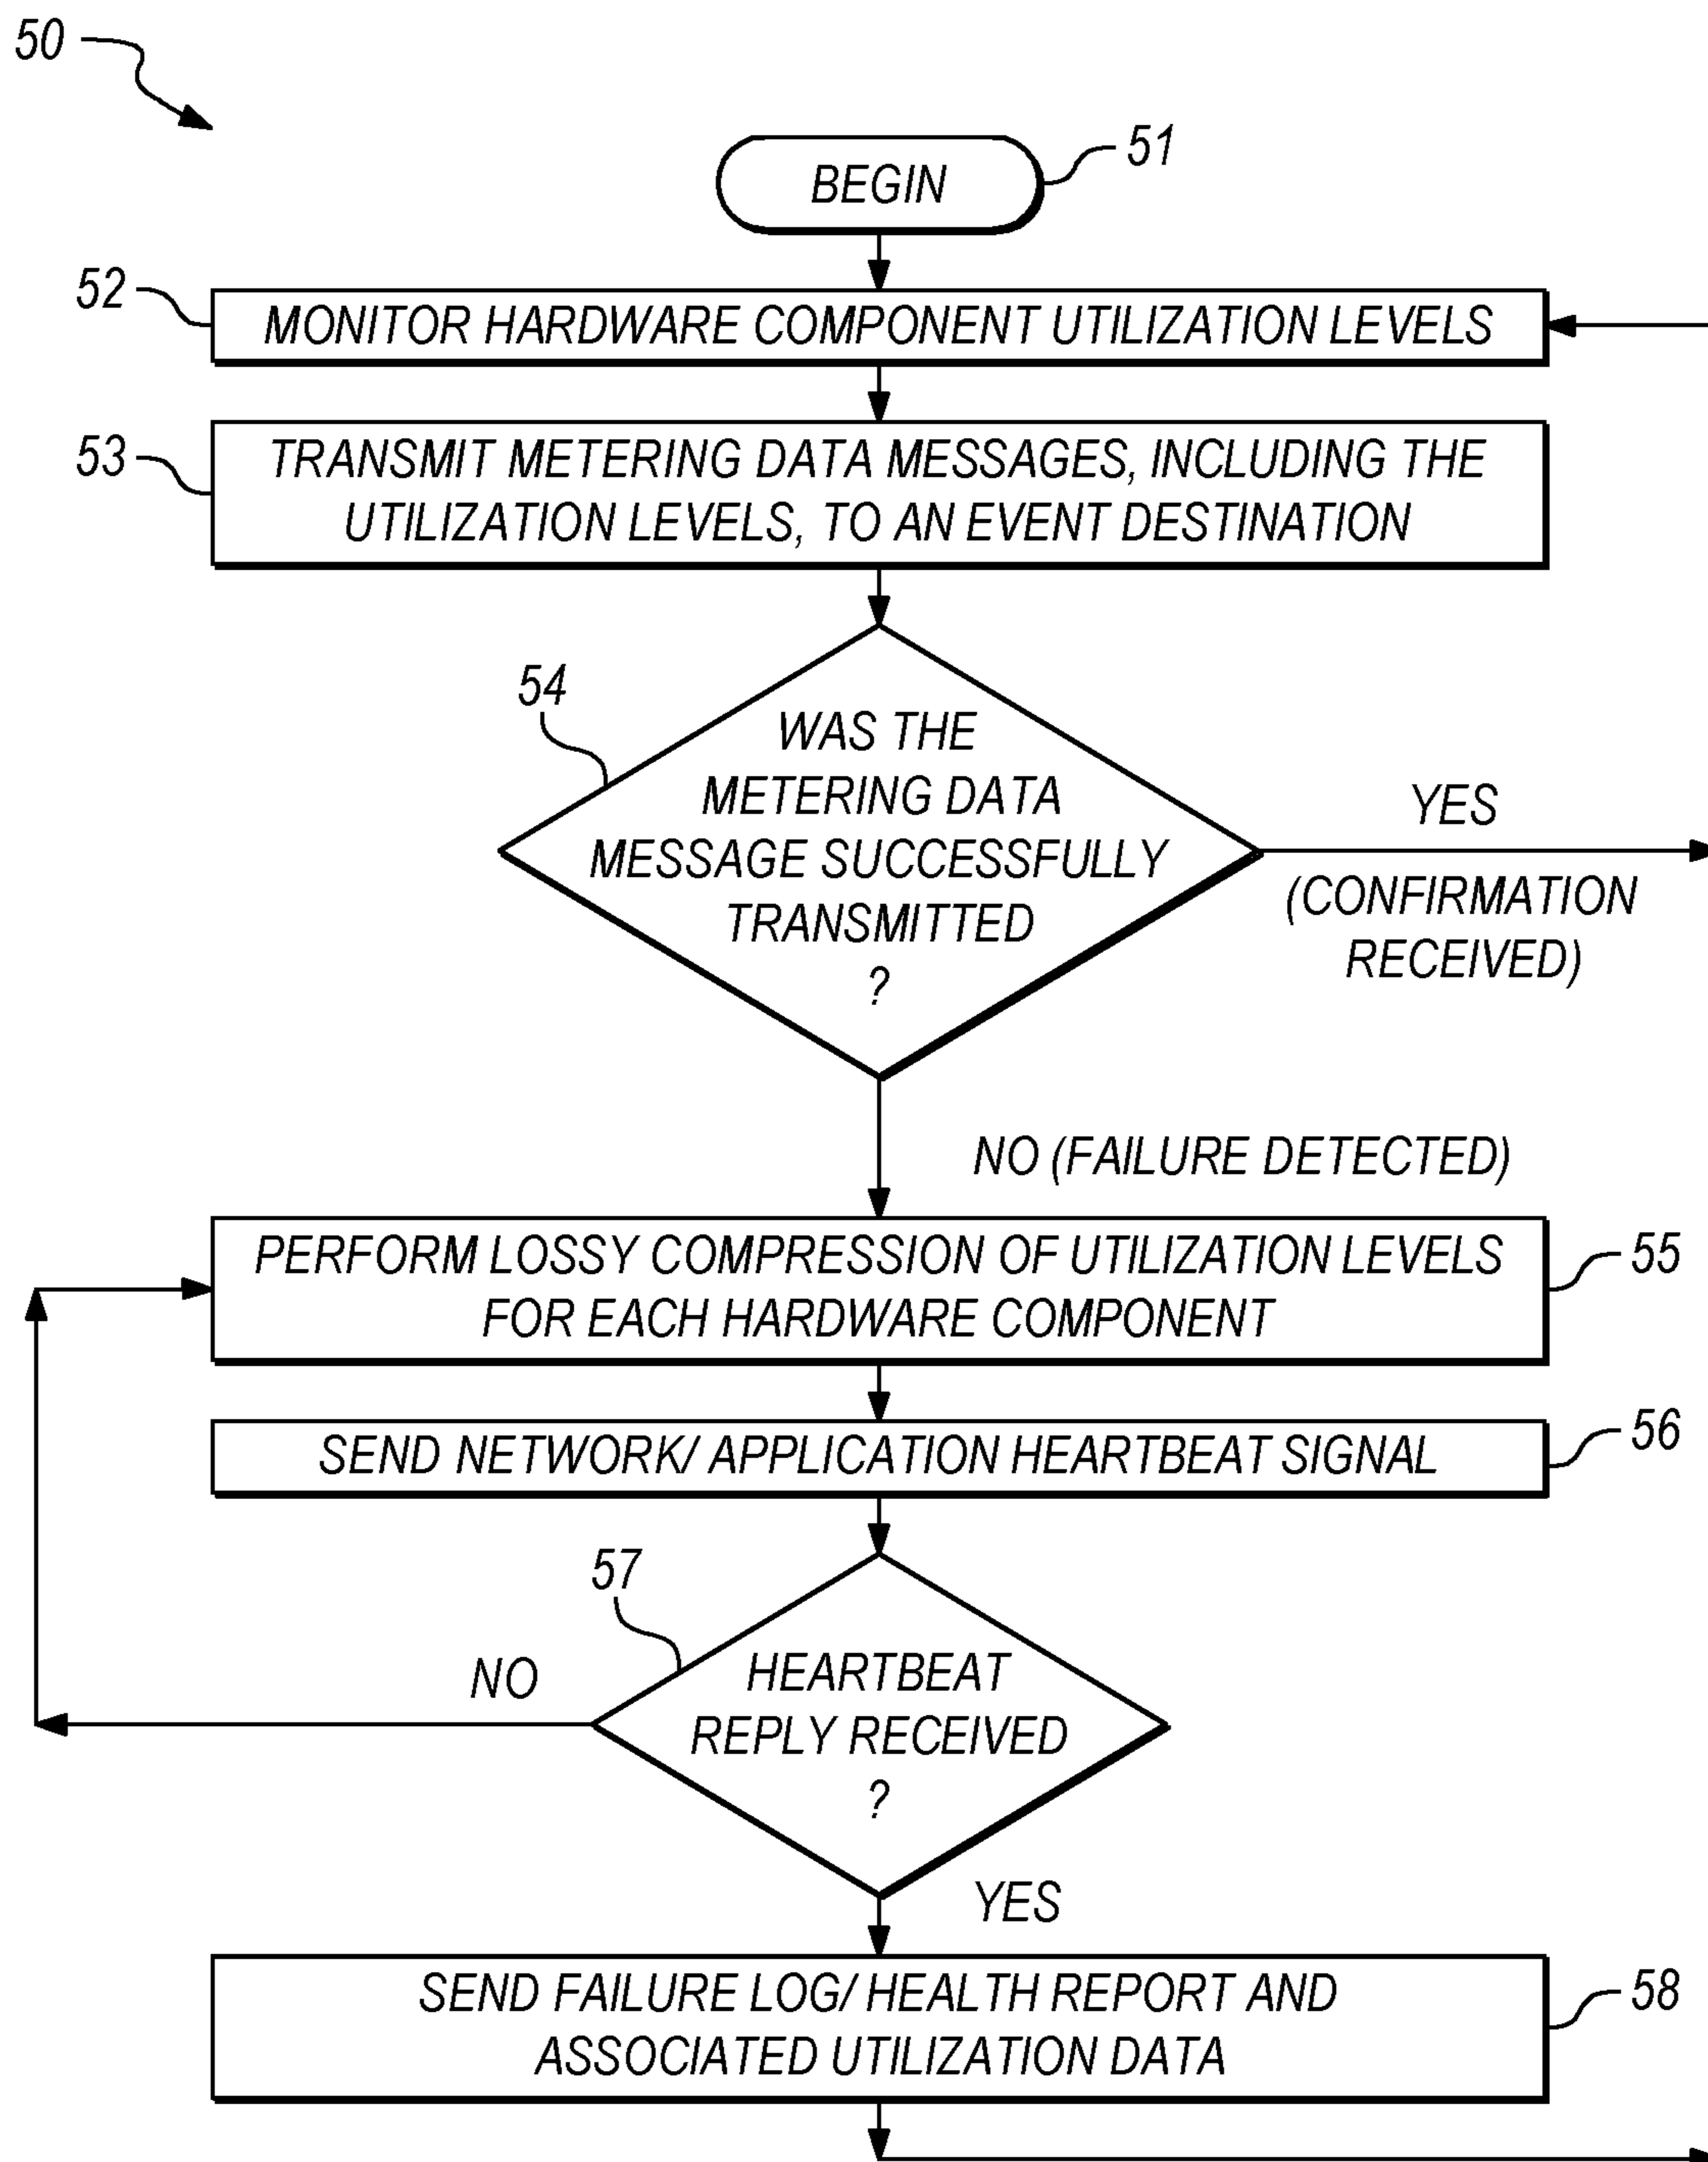 50
BEGIN
51
52
MONITOR HARDWARE COMPONENT UTILIZATION LEVELS
53
TRANSMIT METERING DATA MESSAGES, INCLUDING THE
UTILIZATION LEVELS, TO AN EVENT DESTINATION
54
WAS THE
METERING DATA
MESSAGE SUCCESSFULLY
TRANSMITTED
?
YES
(CONFIRMATION
RECEIVED)
NO (FAILURE DETECTED)
PERFORM LOSSY COMPRESSION OF UTILIZATION LEVELS
FOR EACH HARDWARE COMPONENT
55
SEND NETWORK/ APPLICATION HEARTBEAT SIGNAL
56
57
HEARTBEAT
REPLY RECEIVED
?
NO
YES
SEND FAILURE LOG/ HEALTH REPORT AND
ASSOCIATED UTILIZATION DATA
58